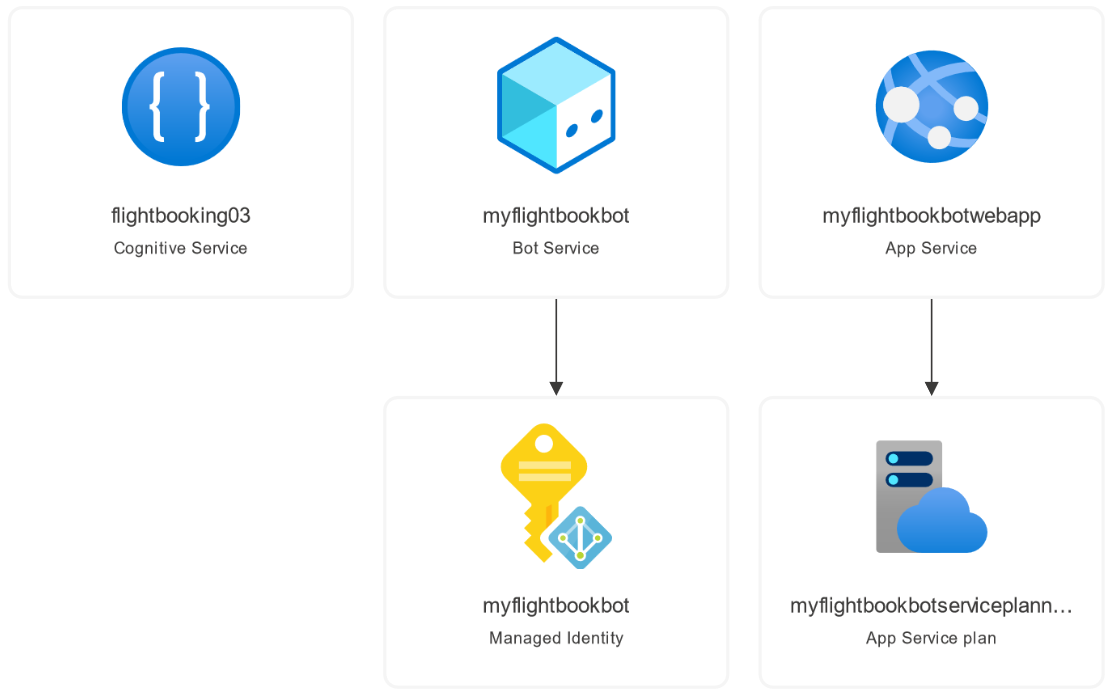 flightbooking03
Cognitive Service
myflightbookbot
Bot Service
myflightbookbotwebapp
App Service
myflightbookbot
Managed Identity
myflightbookbotserviceplann...
App Service plan